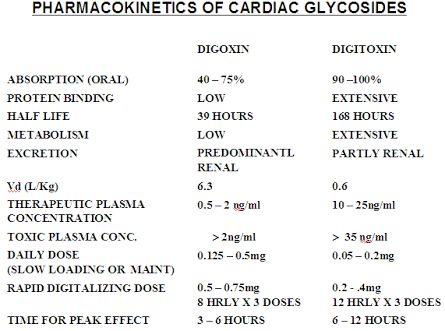 PHARMACOKINETICS OF CARDIAC GLYCOSIDES
DIGOXIN DIGITOXIN
ABSORPTION (ORAL) 40 – 75% 90 –100%
PROTEIN BINDING LOW EXTENSIVE
HALF LIFE 39 HOURS 168 HOURS
METABOLISM LOW EXTENSIVE
EXCRETION PREDOMINANTL PARTLY RENAL
RENAL
Vd (L/Kg) 6.3 0.6
THERAPEUTIC PLASMA 0.5 – 2 ng/ml 10 – 25ng/ml
CONCENTRATION
TOXIC PLASMA CONC. > 2ng/ml > 35 ng/ml
DAILY DOSE 0.125 – 0.5mg 0.05 – 0.2mg
(SLOW LOADING OR MAINT)
RAPID DIGITALIZING DOSE 0.5 – 0.75mg 0.2 - .4mg
8 HRLY X 3 DOSES 12 HRLY X 3 DOSES
TIME FOR PEAK EFFECT 3 – 6 HOURS 6 – 12 HOURS